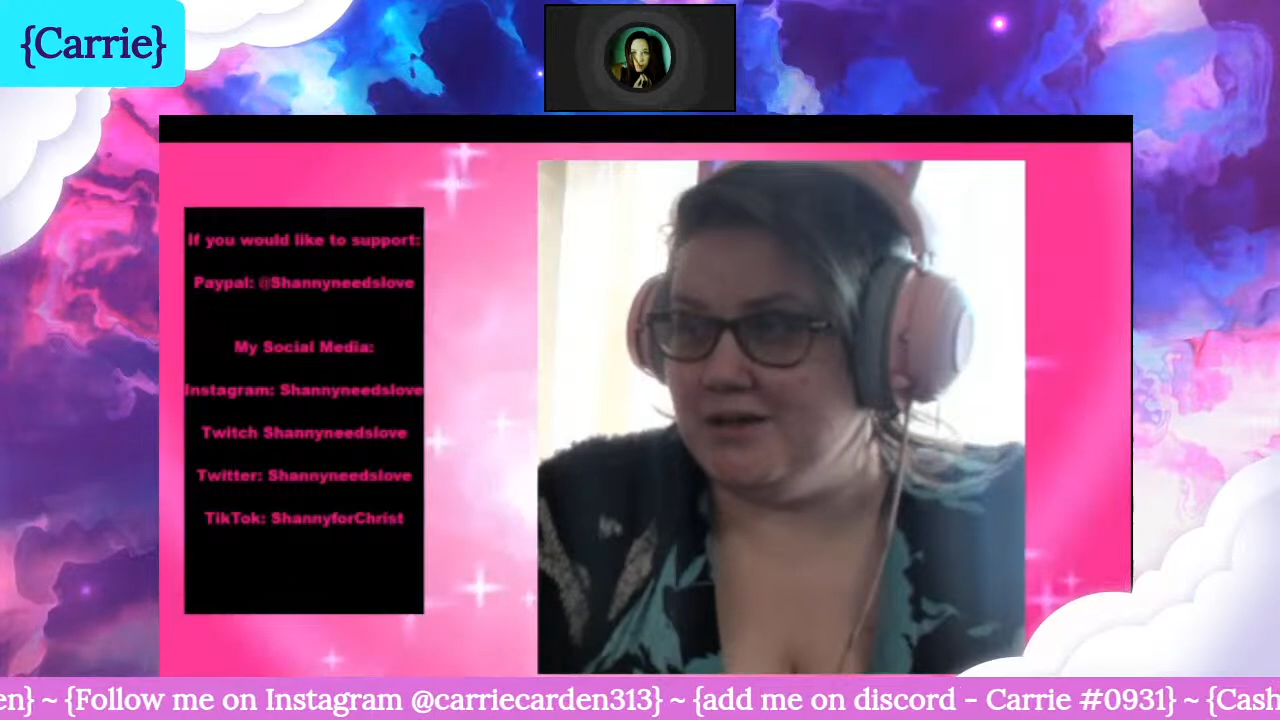 {Carrie}
If you would like to support:
Paypal: @Shannyneedslove
My Social Media:
Instagram: Shannyneedslove
Twitch Shannyneedslove
Twitter: Shannyneedslove
TikTok: ShannyforChrist
en} ~ {Follow me on Instagram @carriecarden313} ~ {add me on discord - Carrie #0931} ~ {Cash